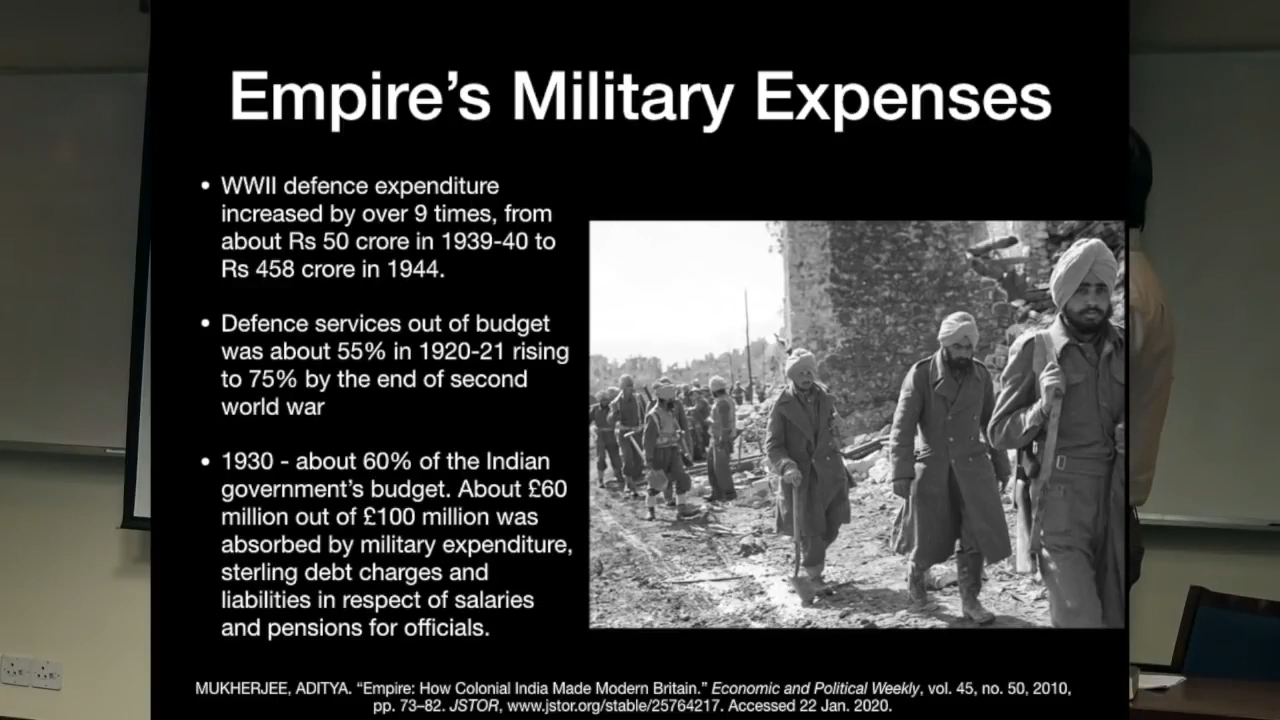 Empire's Military Expenses
• WWII defence expenditure
increased by over 9 times, from
about Rs 50 crore in 1939-40 to
Rs 458 crore in 1944.
• Defence services out of budget
was about 55% in 1920-21 rising
to 75% by the end of second
world war
• 1930 - about 60% of the Indian
government's budget. About £60
million out of £100 million was
absorbed by military expenditure,
sterling debt charges and
liabilities in respect of salaries
and pensions for officials.
MUKHERJEE, ADITYA. “Empire: How Colonial India Made Modern Britain.” Economic and Political Weekly, vol. 45, no. 50, 2010,
pp. 73–82. JSTOR, www.jstor.org/stable/25764217. Accessed 22 Jan. 2020.